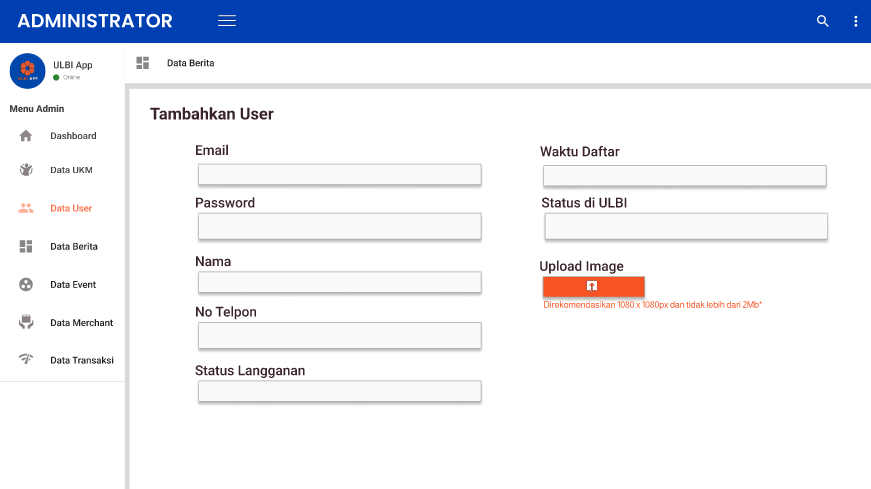 ADMINISTRATOR
ULBI App
Online
ULBI APP
Menu Admin
Dashboard
Data UKM
Data User
Data Berita
Data Event
Data Merchant
Data Transaksi
Data Berita
Tambahkan User
Email
Password
Nama
No Telpon
Status Langganan
Waktu Daftar
Status di ULBI
Upload Image
Direkomendasikan 1080 x 1080px dan tidak lebih dari 2Mb*